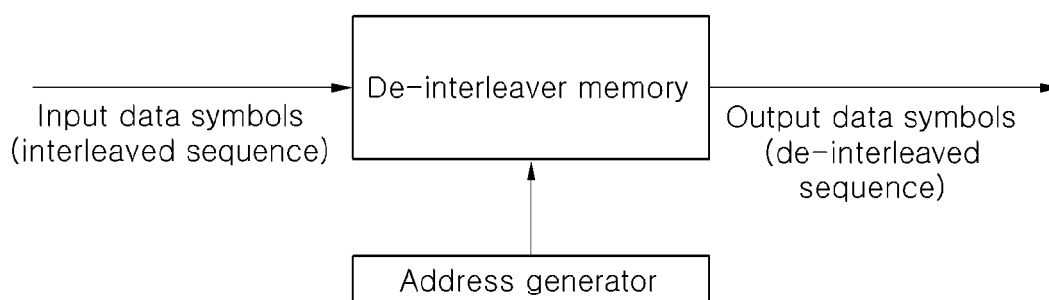 De-interleaver memory
Input data symbols
(interleaved sequence)
Output data symbols
(de-interleaved
sequence)
Address generator